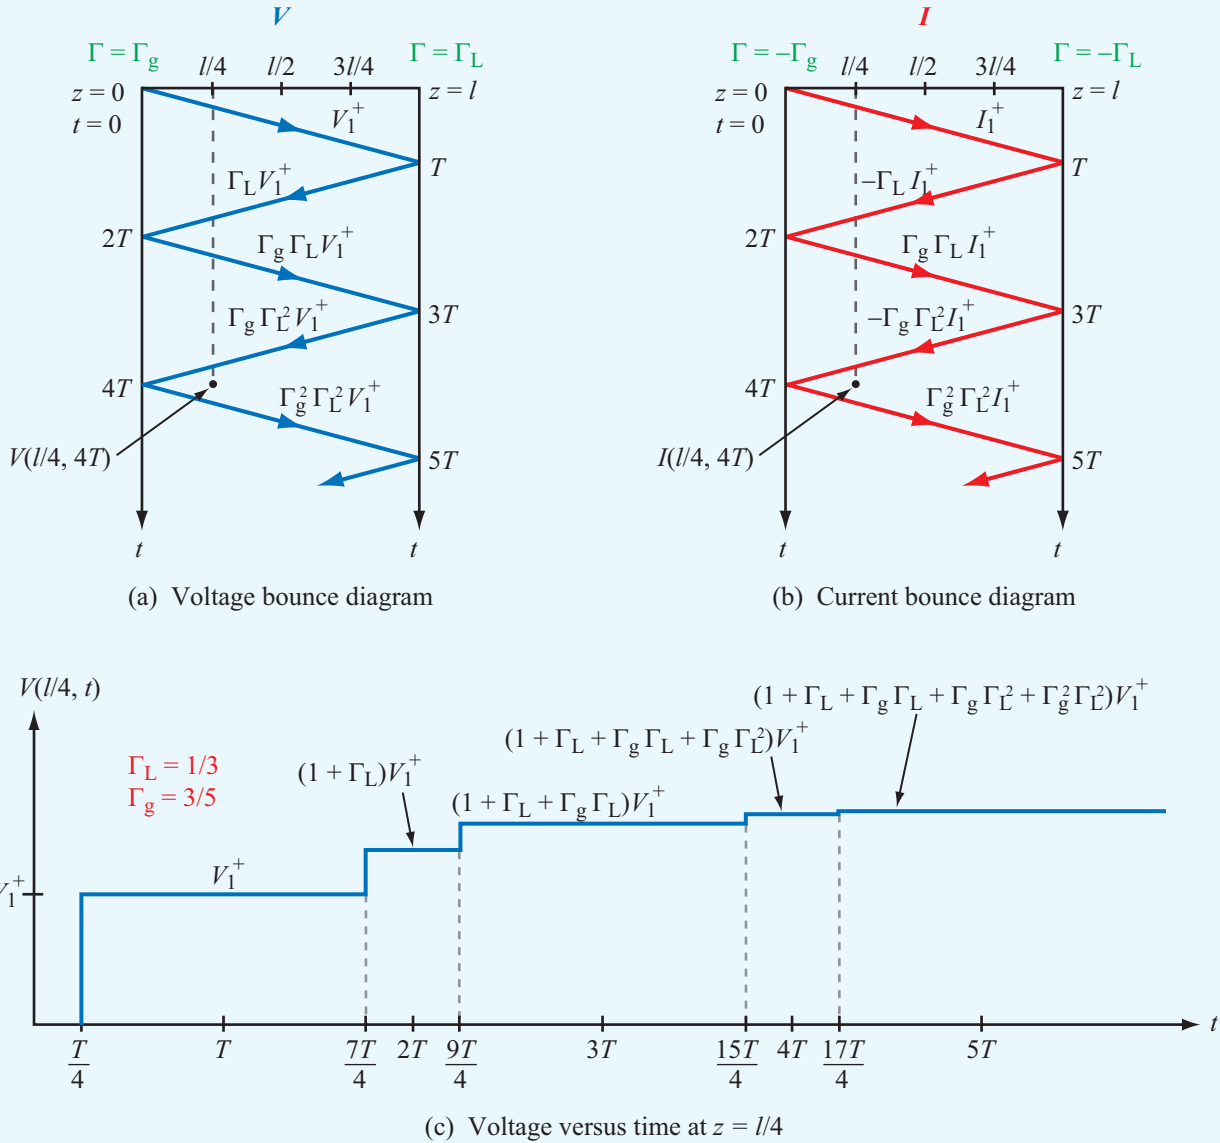 V
I
Γ = Γg
Γ = ΓL
Γ = –Γg
Γ = –ΓL
l/4 l/2 3l/4
l/4 l/2 3l/4
z = 0
z = l
z = 0
z = l
t = 0
t = 0
V₁⁺
I₁⁺
T
T
ΓL V₁⁺
–ΓL I₁⁺
2T
2T
Γg ΓL V₁⁺
Γg ΓL I₁⁺
3T
3T
Γg ΓL² V₁⁺
–Γg ΓL² I₁⁺
4T
4T
Γg² ΓL² V₁⁺
Γg² ΓL² I₁⁺
V(l/4, 4T)
I(l/4, 4T)
5T
5T
t t
t t
(a) Voltage bounce diagram
(b) Current bounce diagram
V(l/4, t)
(1 + ΓL + Γg ΓL + Γg ΓL² + Γg² ΓL²)V₁⁺
(1 + ΓL + Γg ΓL + Γg ΓL²)V₁⁺
ΓL = 1/3
Γg = 3/5
(1 + ΓL)V₁⁺
(1 + ΓL + Γg ΓL)V₁⁺
V₁⁺
V₁⁺
T/4 T 7T/4 2T 9T/4 3T 15T/4 4T 17T/4 5T
t
(c) Voltage versus time at z = l/4